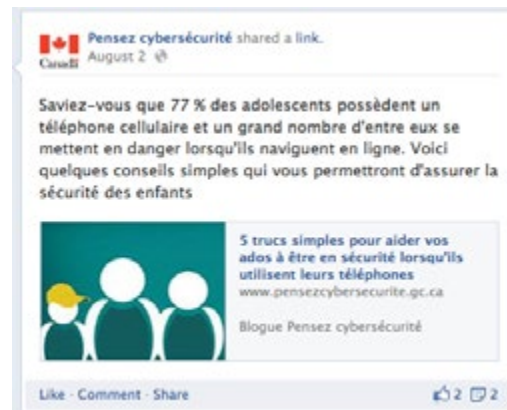 Pensez cybersécurité shared a link.
Canada
August 2
Saviez-vous que 77 % des adolescents possèdent un
téléphone cellulaire et un grand nombre d'entre eux se
mettent en danger lorsqu'ils naviguent en ligne. Voici
quelques conseils simples qui vous permettront d'assurer la
sécurité des enfants
5 trucs simples pour aider vos
ados à être en sécurité lorsqu'ils
utilisent leurs téléphones
www.pensezcybersecurite.gc.ca
Blogue Pensez cybersécurité
Like · Comment · Share 2 2